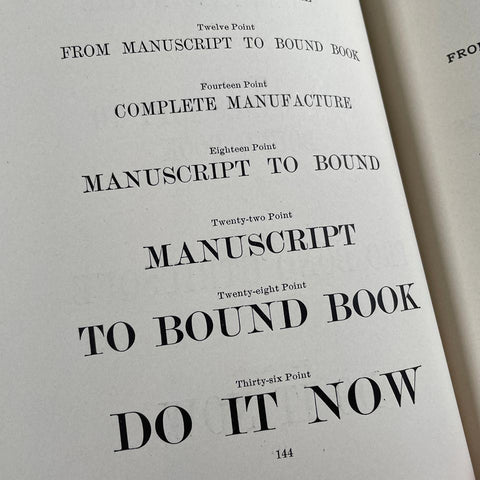 Twelve Point
FROM MANUSCRIPT TO BOUND BOOK
Fourteen Point
COMPLETE MANUFACTURE
Eighteen Point
MANUSCRIPT TO BOUND
Twenty-two Point
MANUSCRIPT
Twenty-eight Point
TO BOUND BOOK
Thirty-six Point
DO IT NOW
144